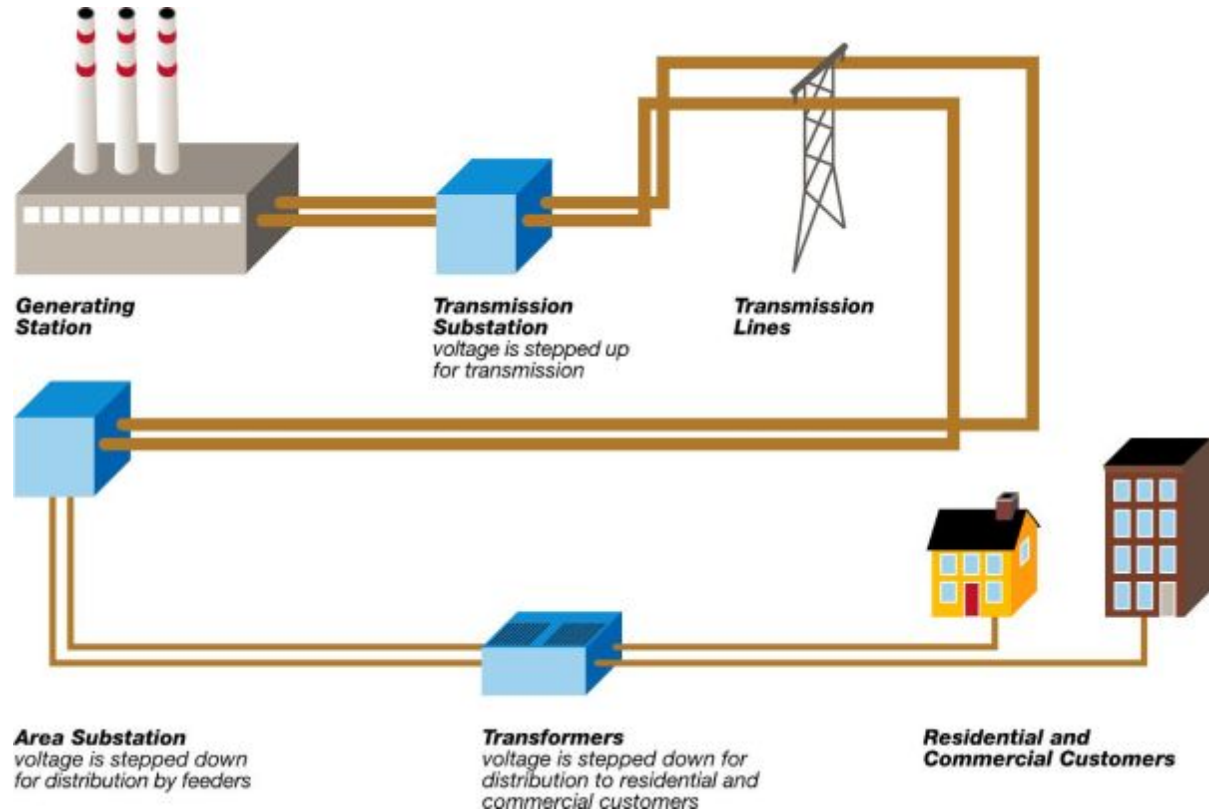 Generating
Station
Transmission
Substation
voltage is stepped up
for transmission
Transmission
Lines
Area Substation
voltage is stepped down
for distribution by feeders
Transformers
voltage is stepped down for
distribution to residential and
commercial customers
Residential and
Commercial Customers